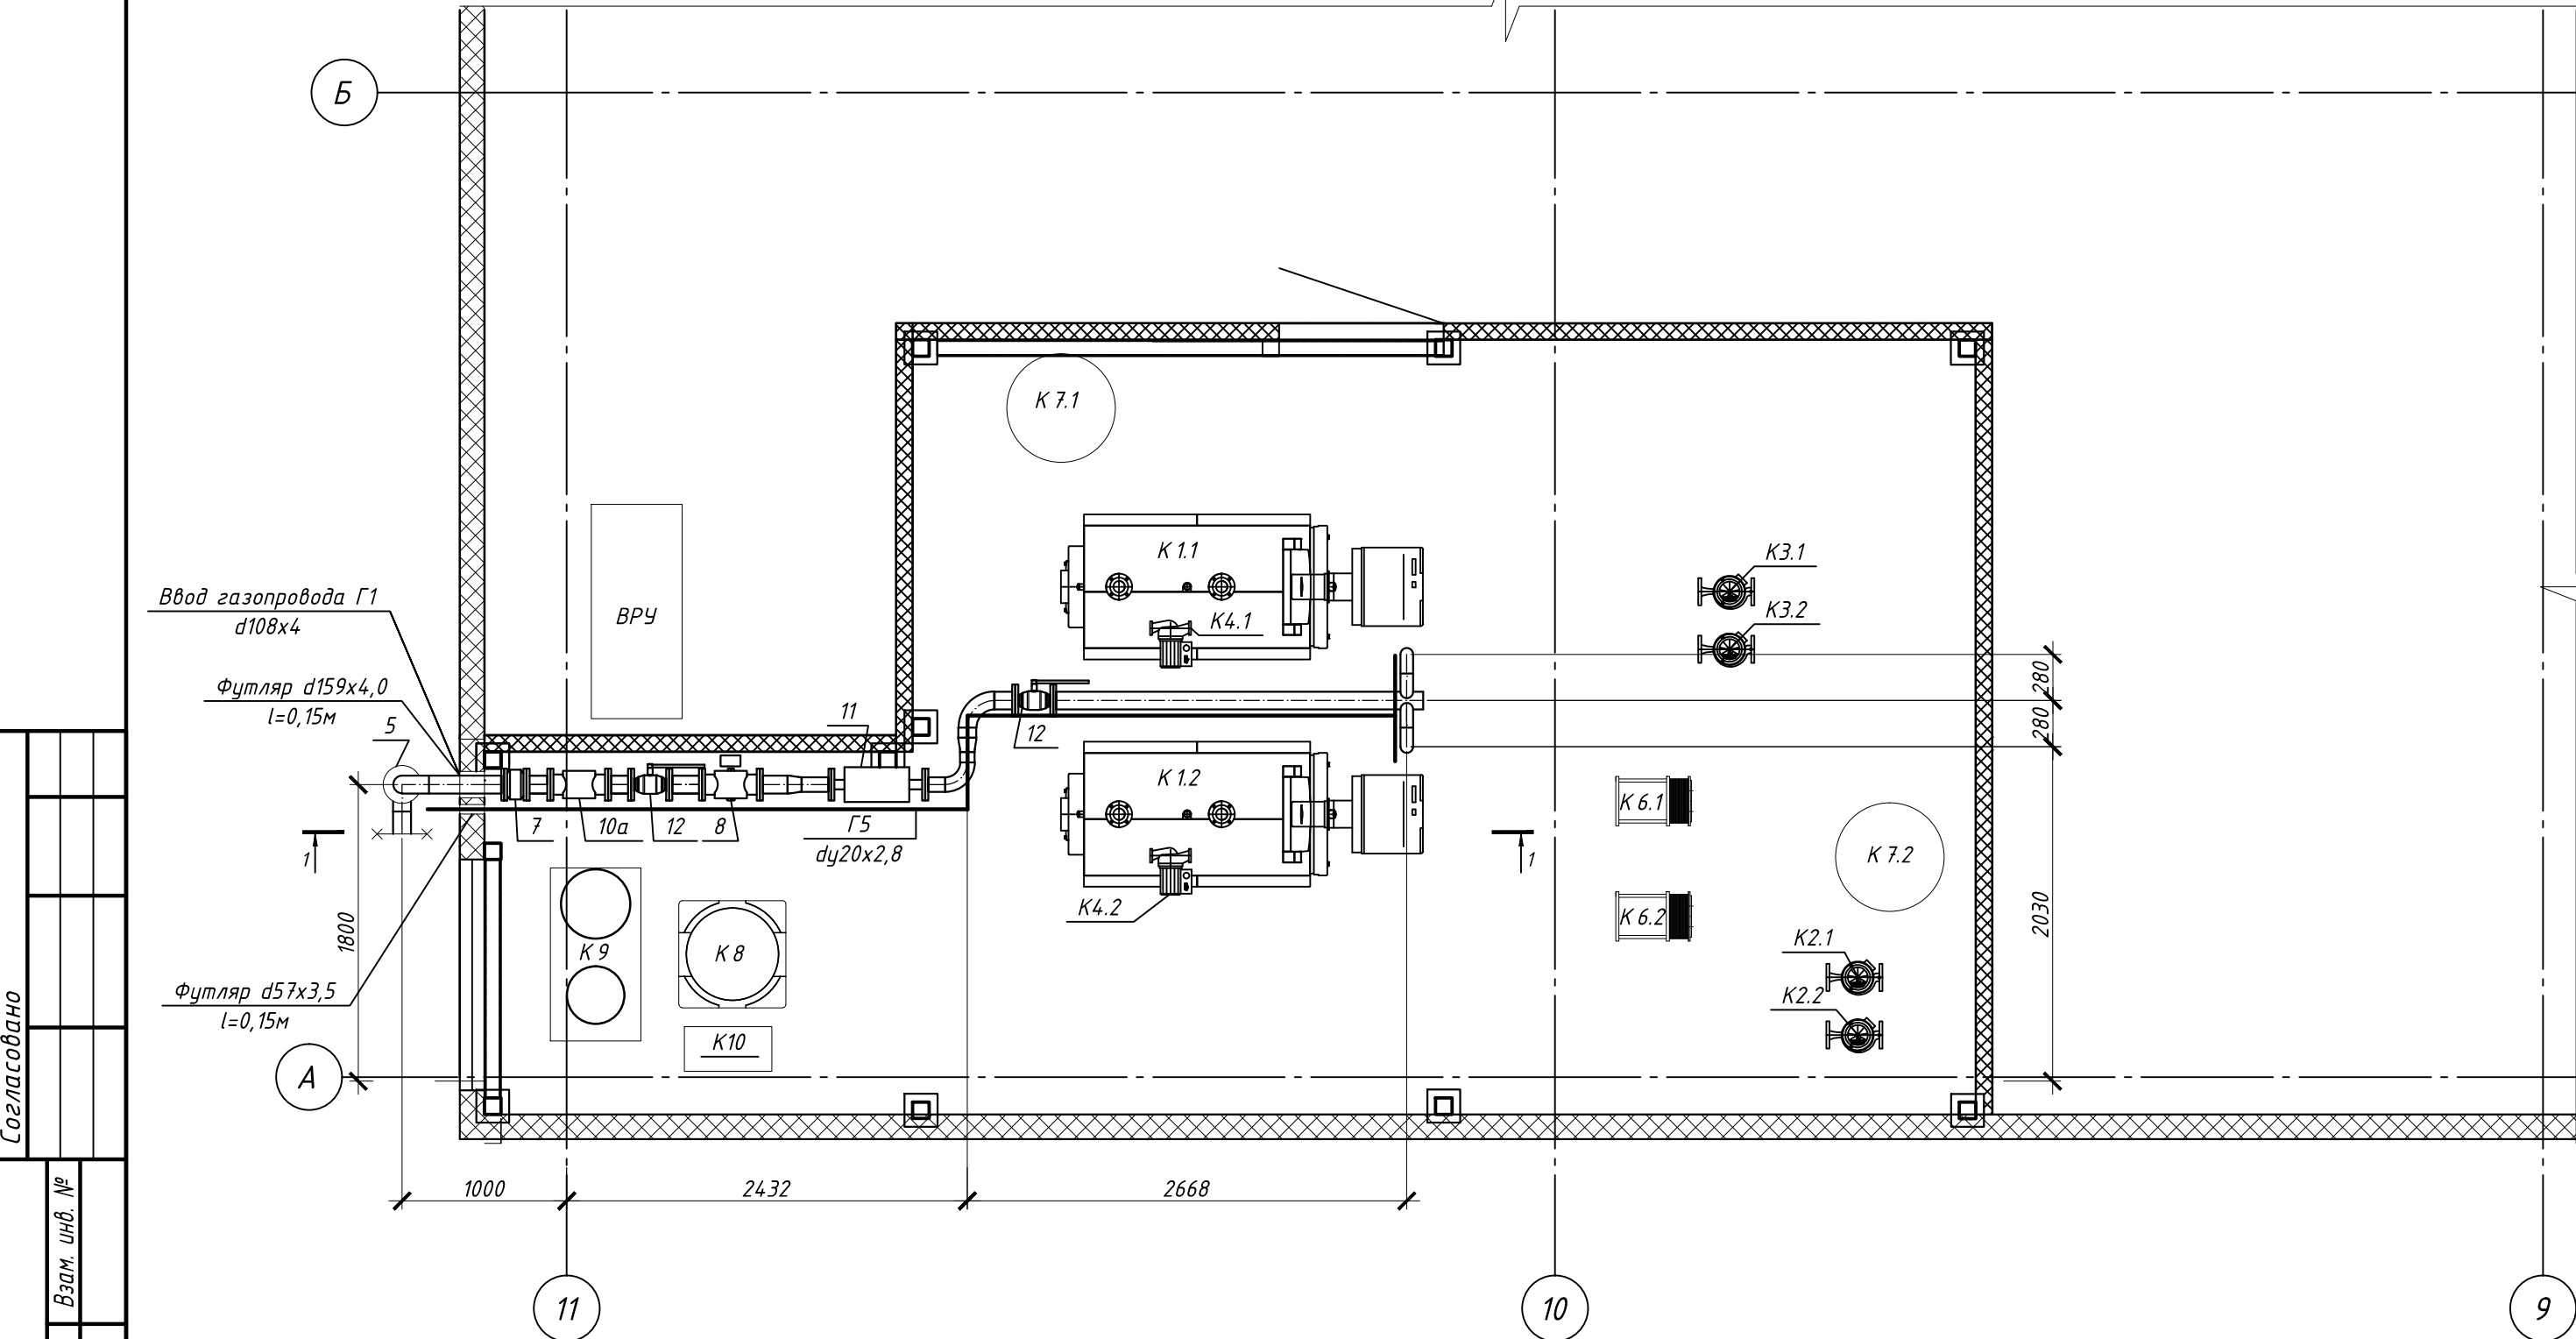 Б
К 7.1
К 1.1
К3.1
Ввод газопровода Г1
d108х4
ВРУ
К4.1
К3.2
Футляр d159х4,0
l=0,15м
5
11
12
280
280
К 1.2
7
10а
12
8
Г5
dу20х2,8
К 6.1
1
1
К 7.2
К4.2
К 6.2
1800
К 9
К 8
2030
К2.1
Футляр d57х3,5
l=0,15м
К2.2
К10
А
Согласовано
1000
2432
2668
Взам. инв. №
11
10
9